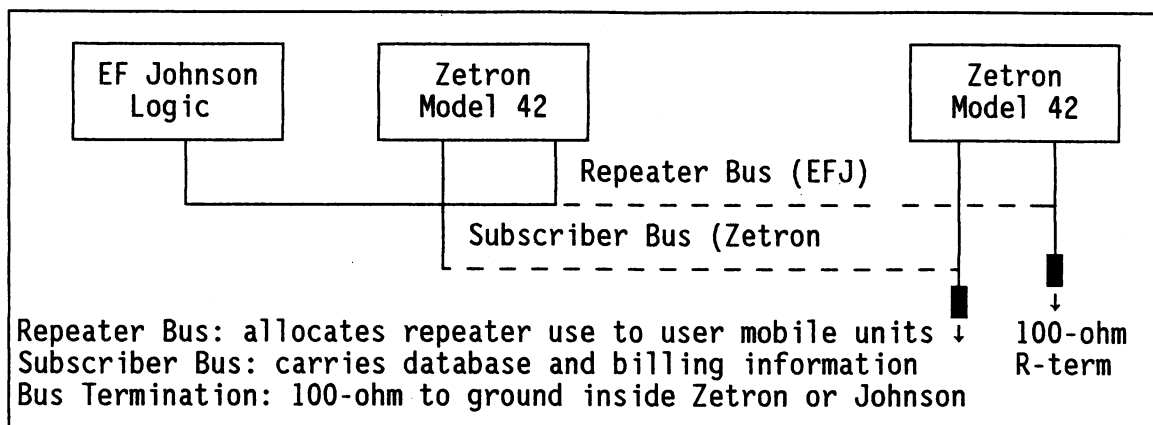 EF Johnson
Logic
Zetron
Model 42
Zetron
Model 42
Repeater Bus (EFJ)
Subscriber Bus (Zetron
Repeater Bus: allocates repeater use to user mobile units ↓ 100-ohm
Subscriber Bus: carries database and billing information R-term
Bus Termination: 100-ohm to ground inside Zetron or Johnson